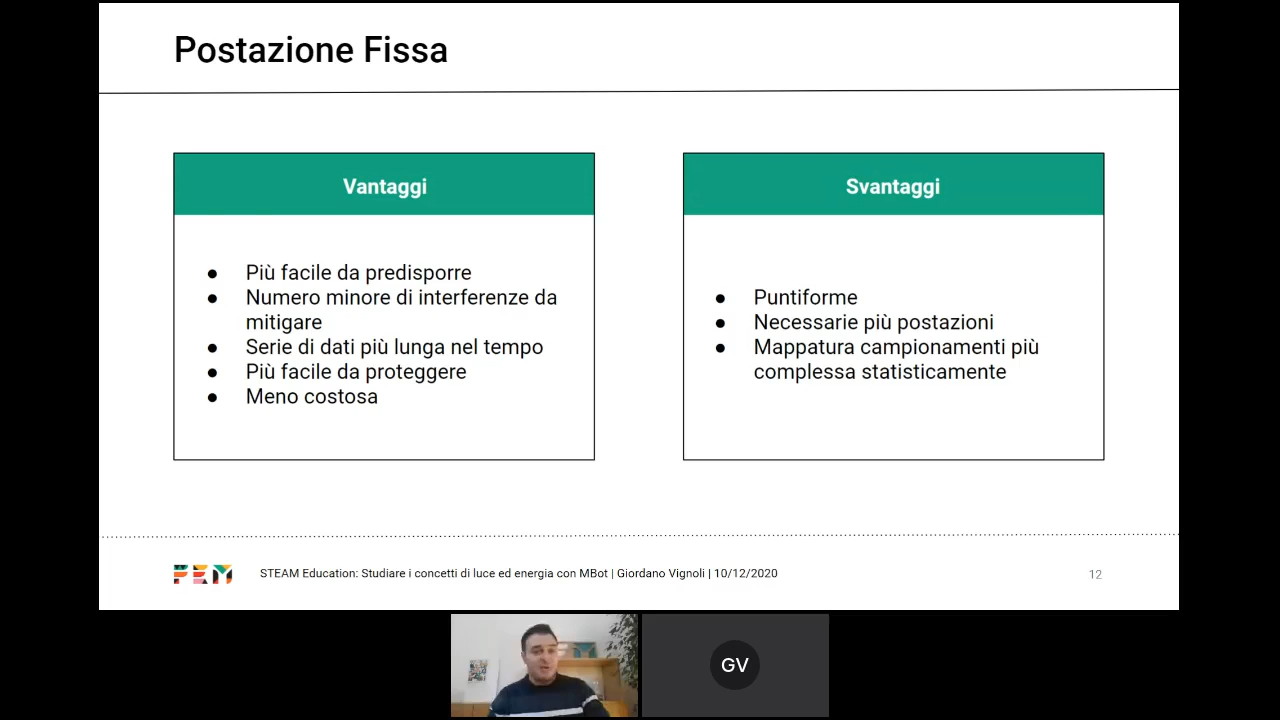 Postazione Fissa
Vantaggi
● Più facile da predisporre
● Numero minore di interferenze da
mitigare
● Serie di dati più lunga nel tempo
● Più facile da proteggere
● Meno costosa
Svantaggi
● Puntiforme
● Necessarie più postazioni
● Mappatura campionamenti più
complessa statisticamente
FEM
STEAM Education: Studiare i concetti di luce ed energia con MBot | Giordano Vignoli | 10/12/2020
12
GV